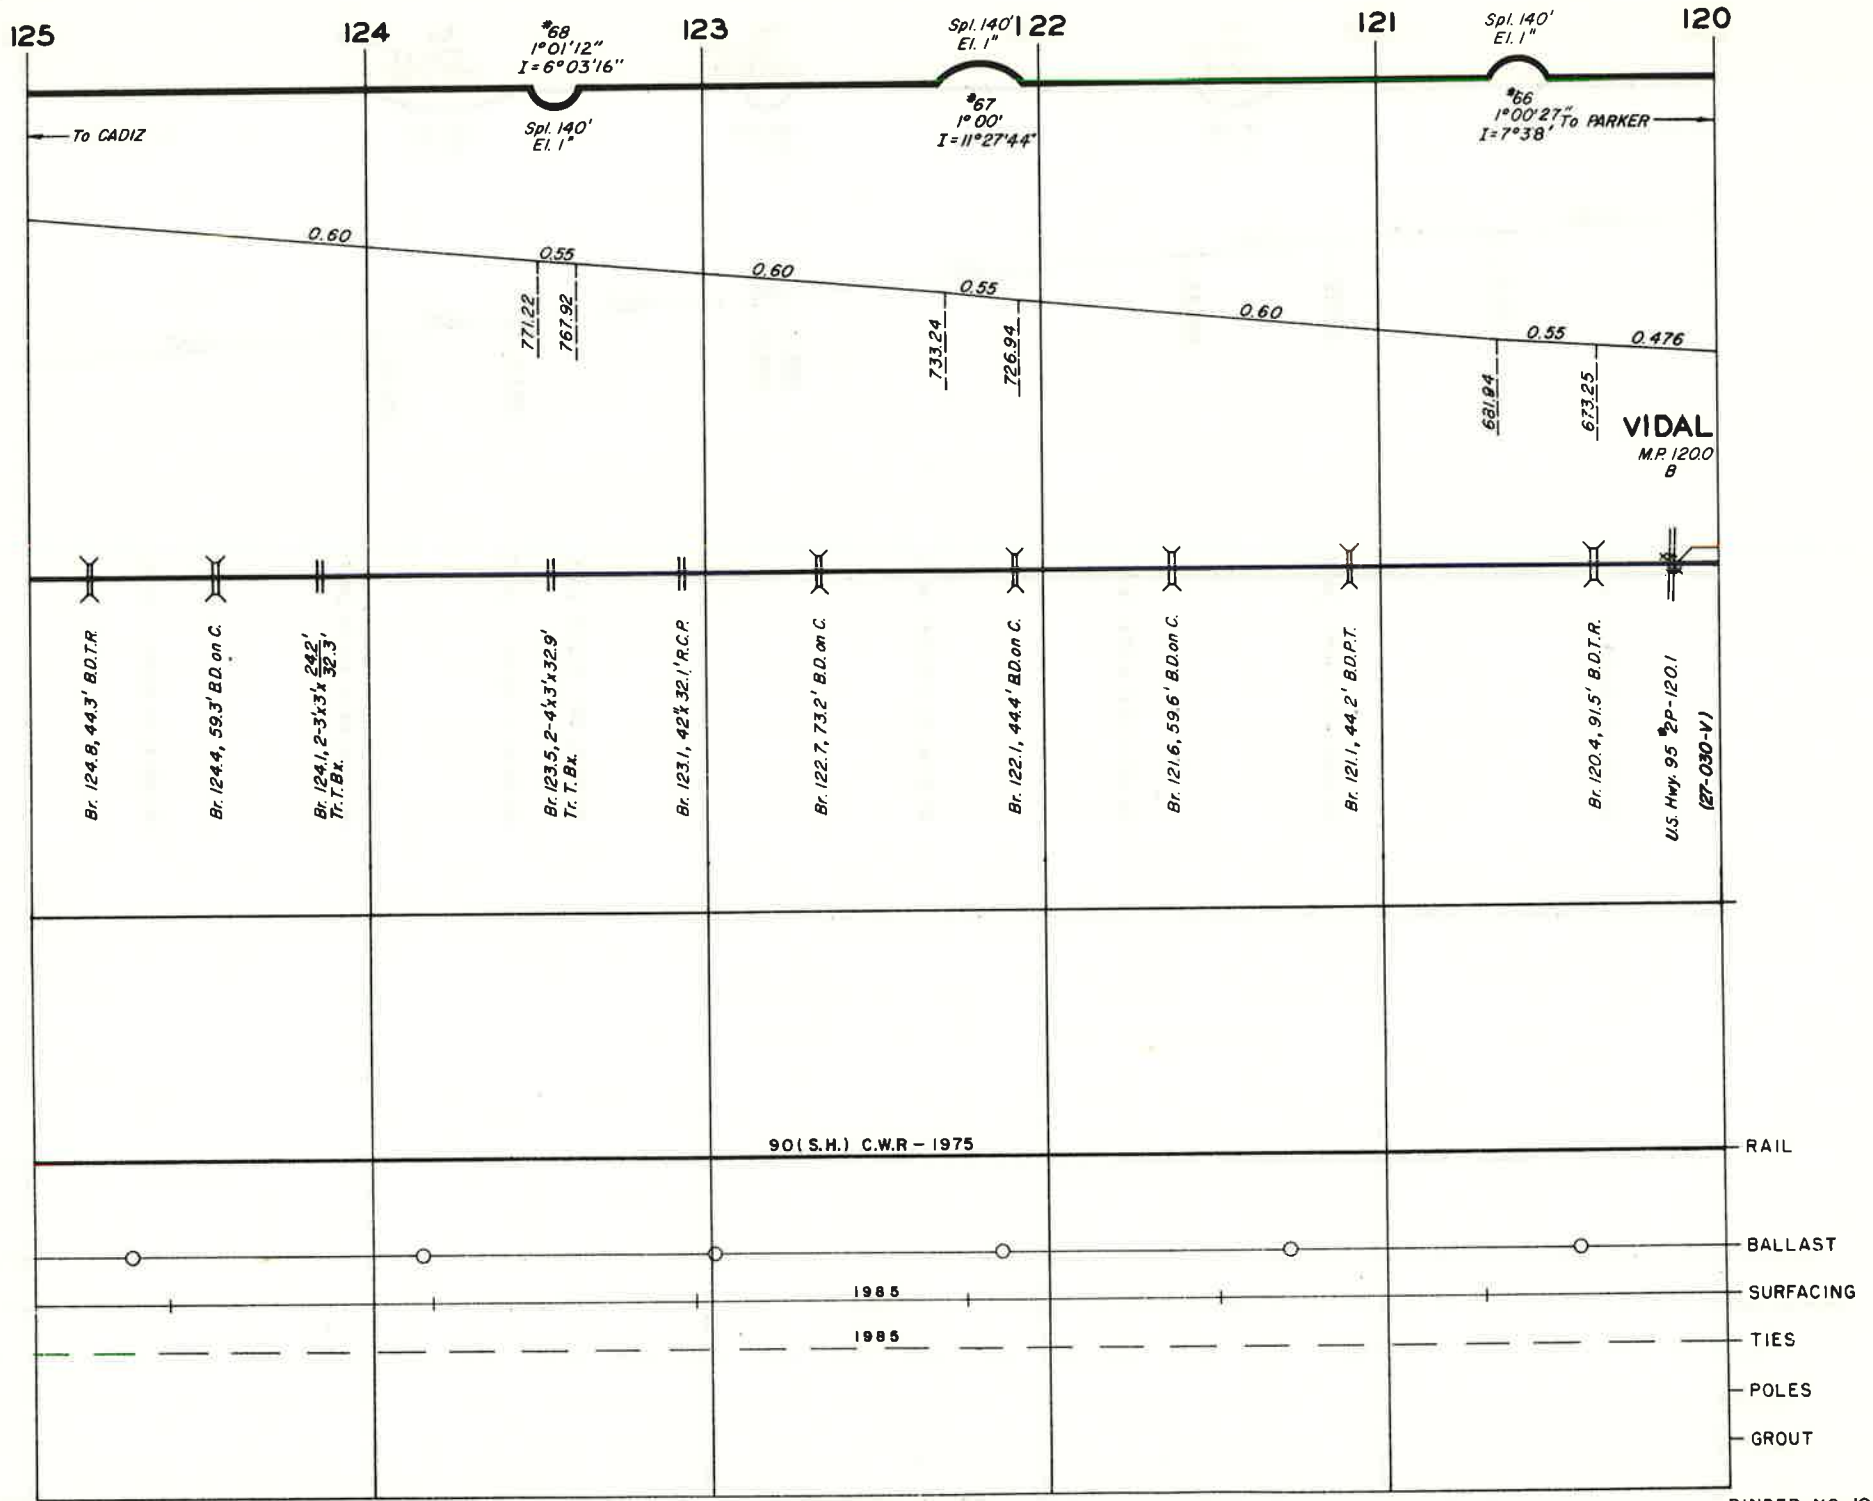 125
124
#68
1°01'12"
I=6°03'16"
123
Spl. 140'
El. 1"
122
121
Spl. 140'
El. 1"
120
To CADIZ
Spl. 140'
El. 1"
#67
1°00'
I=11°27'44"
#66
1°00'27"
I=7°38'
To PARKER
0.60
0.55
0.60
0.55
0.60
0.55
0.476
771.22
767.92
733.24
726.94
681.94
673.25
VIDAL
M.P. 120.0
B
Br. 124.8, 44.3' B.D.T.R.
Br. 124.4, 59.3' B.D. on C.
Br. 124.1, 2-3'x3'x 24.2'
32.3'
Tr. T. Bx.
Br. 123.5, 2-4'x3'x32.9'
Tr. T. Bx.
Br. 123.1, 42"x 32.1' R.C.P.
Br. 122.7, 73.2' B.D. on C.
Br. 122.1, 44.4' B.D. on C.
Br. 121.6, 59.6' B.D. on C.
Br. 121.1, 44.2' B.D.P.T.
Br. 120.4, 91.5' B.D.T.R.
U.S. Hwy. 95 #2P-120.1
(27-030-V)
90 (S.H.) C.W.R - 1975
RAIL
BALLAST
1985
SURFACING
1985
TIES
POLES
GROUT